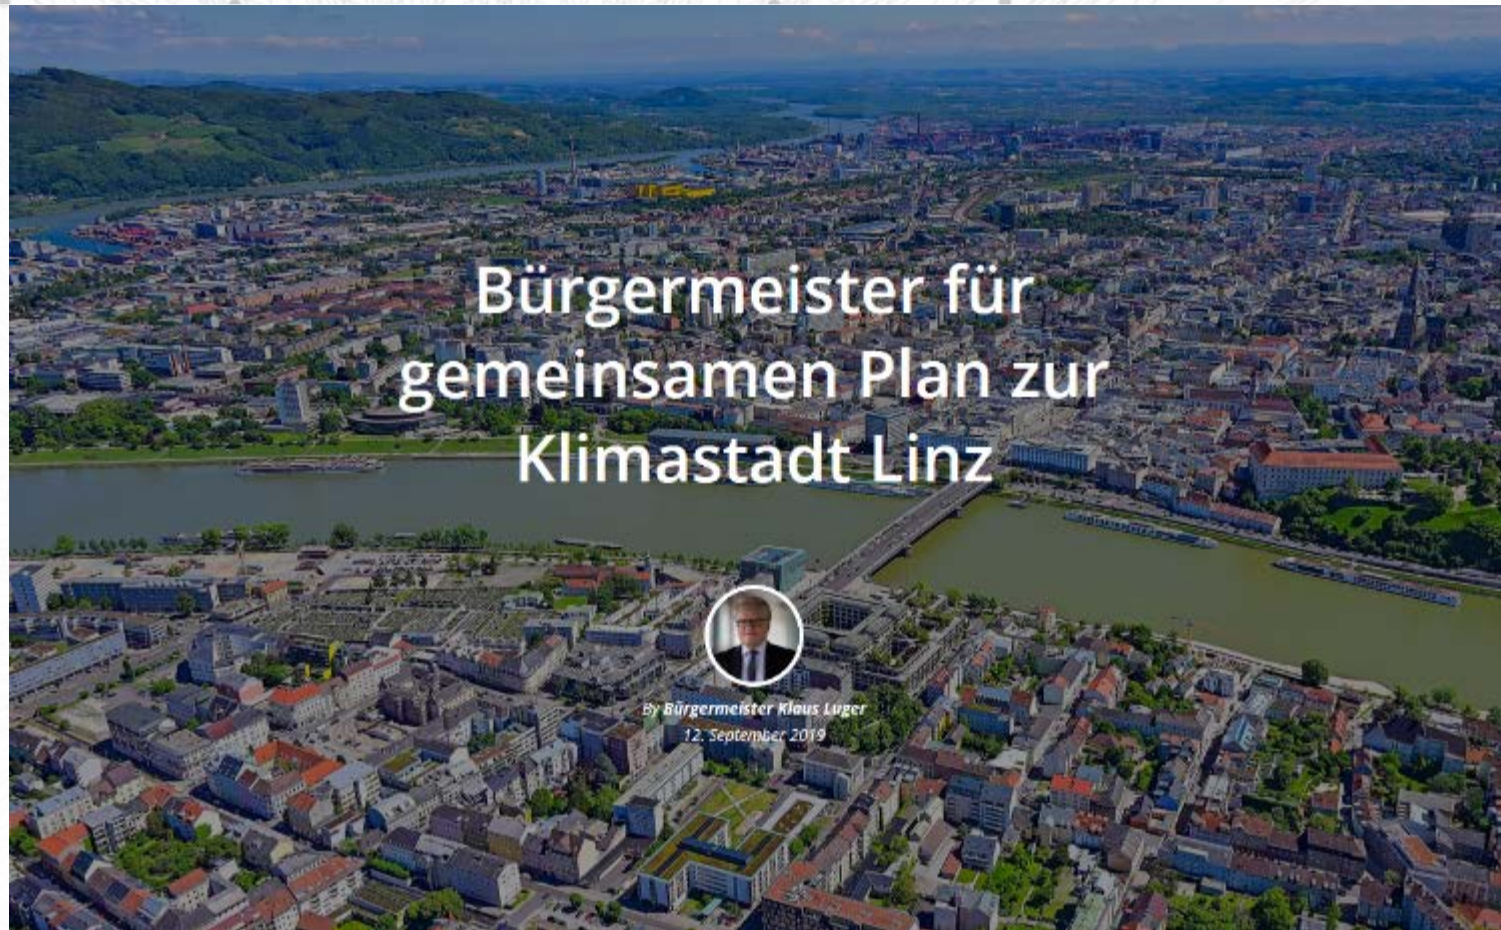 Bürgermeister für
gemeinsamen Plan zur
Klimastadt Linz
By Bürgermeister Klaus Luger
12. September 2019